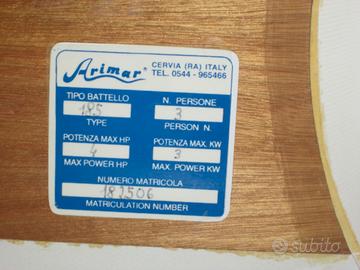 Arimar®
CERVIA (RA) ITALY
TEL. 0544 - 965466
TIPO BATTELLO
185
TYPE
N. PERSONE
3
PERSON N.
POTENZA MAX HP
4
MAX POWER HP
POTENZA MAX. KW
3
MAX. POWER KW
NUMERO MATRICOLA
182506
MATRICULATION NUMBER
subito